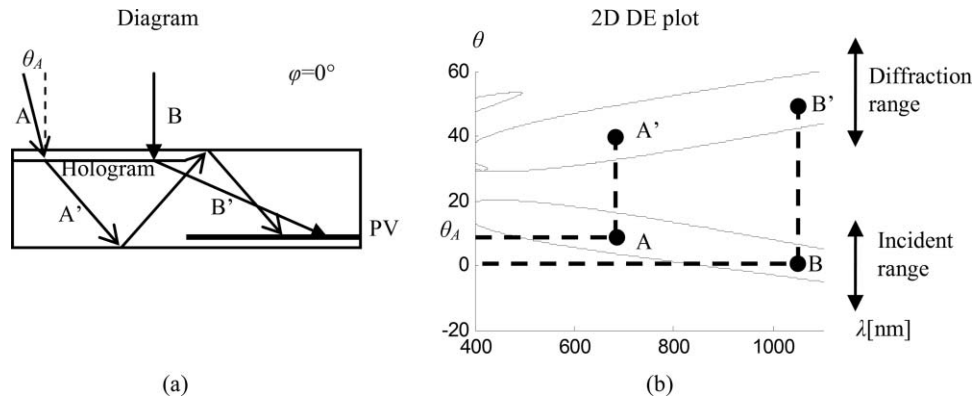 Diagram
θA
φ=0°
A
B
Hologram
A’
B’
PV
(a)
2D DE plot
θ
60
40
20
θA
0
-20
400
600
800
1000
λ[nm]
A’
B’
A
B
Diffraction
range
Incident
range
(b)